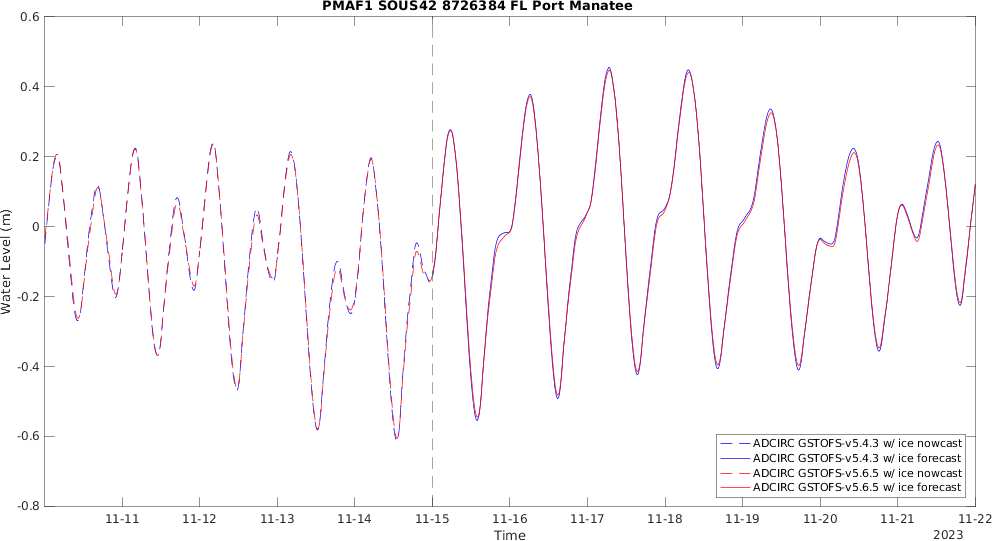 PMAF1 SOUS42 8726384 FL Port Manatee
0.6
0.4
0.2
0
-0.2
-0.4
-0.6
-0.8
Water Level (m)
ADCIRC GSTOFS-v5.4.3 w/ ice nowcast
ADCIRC GSTOFS-v5.4.3 w/ ice forecast
ADCIRC GSTOFS-v5.6.5 w/ ice nowcast
ADCIRC GSTOFS-v5.6.5 w/ ice forecast
11-11 11-12 11-13 11-14 11-15 11-16 11-17 11-18 11-19 11-20 11-21 11-22
Time
2023